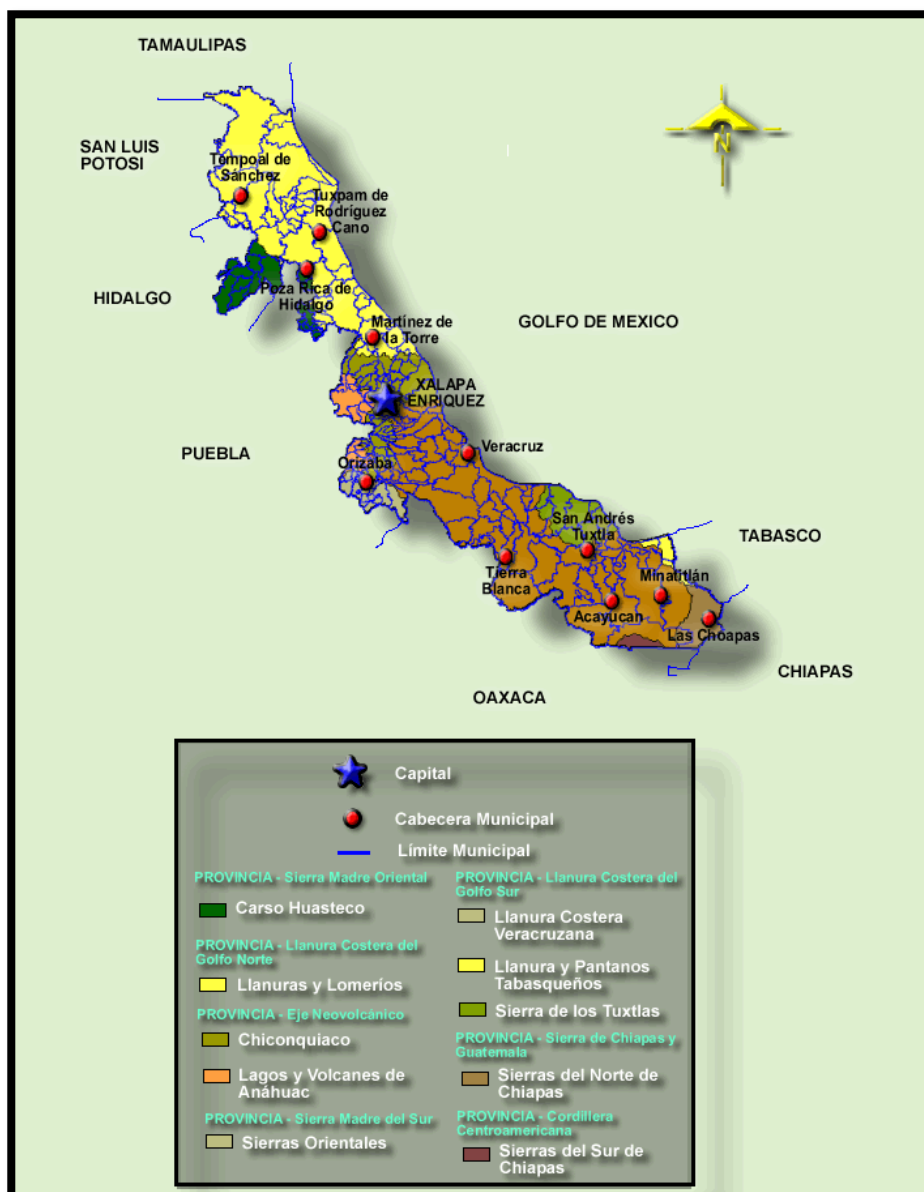 TAMAULIPAS
SAN LUIS
POTOSI
N
Tempoal de
Sánchez
Tuxpam de
Rodríguez
Cano
HIDALGO
Poza Rica de
Hidalgo
GOLFO DE MEXICO
Martínez de
la Torre
XALAPA
ENRIQUEZ
PUEBLA
Veracruz
Orizaba
San Andrés
Tuxtla
TABASCO
Tierra
Blanca
Minatitlán
Acayucan
Las Choapas
CHIAPAS
OAXACA
Capital
Cabecera Municipal
Límite Municipal
PROVINCIA - Sierra Madre Oriental
Carso Huasteco
PROVINCIA - Llanura Costera del
Golfo Norte
Llanuras y Lomeríos
PROVINCIA - Eje Neovolcánico
Chiconquiaco
Lagos y Volcanes de
Anáhuac
PROVINCIA - Sierra Madre del Sur
Sierras Orientales
PROVINCIA - Llanura Costera del
Golfo Sur
Llanura Costera
Veracruzana
Llanura y Pantanos
Tabasqueños
Sierra de los Tuxtlas
PROVINCIA - Sierra de Chiapas y
Guatemala
Sierras del Norte de
Chiapas
PROVINCIA - Cordillera
Centroamericana
Sierras del Sur de
Chiapas